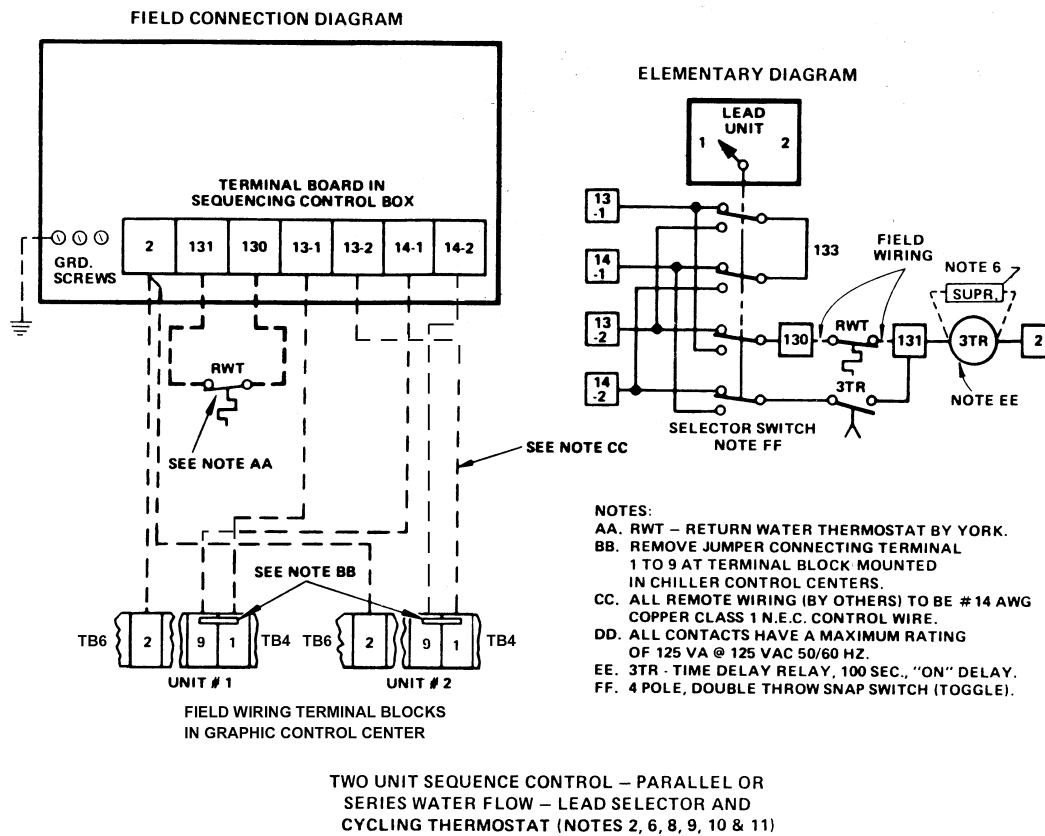 FIELD CONNECTION DIAGRAM
TERMINAL BOARD IN
SEQUENCING CONTROL BOX
GRD.
SCREWS
2 131 130 13-1 13-2 14-1 14-2
RWT
SEE NOTE AA
SEE NOTE CC
SEE NOTE BB
TB6 2 9 1 TB4 TB6 2 9 1 TB4
UNIT # 1 UNIT # 2
FIELD WIRING TERMINAL BLOCKS
IN GRAPHIC CONTROL CENTER
ELEMENTARY DIAGRAM
LEAD
UNIT
1 2
13
-1
14
-1
13
-2
14
-2
133
FIELD
WIRING
NOTE 6
SUPR.
130 RWT 131 3TR 2
3TR
NOTE EE
SELECTOR SWITCH
NOTE FF
NOTES:
AA. RWT – RETURN WATER THERMOSTAT BY YORK.
BB. REMOVE JUMPER CONNECTING TERMINAL
1 TO 9 AT TERMINAL BLOCK MOUNTED
IN CHILLER CONTROL CENTERS.
CC. ALL REMOTE WIRING (BY OTHERS) TO BE # 14 AWG
COPPER CLASS 1 N.E.C. CONTROL WIRE.
DD. ALL CONTACTS HAVE A MAXIMUM RATING
OF 125 VA @ 125 VAC 50/60 HZ.
EE. 3TR - TIME DELAY RELAY, 100 SEC., "ON" DELAY.
FF. 4 POLE, DOUBLE THROW SNAP SWITCH (TOGGLE).
TWO UNIT SEQUENCE CONTROL – PARALLEL OR
SERIES WATER FLOW – LEAD SELECTOR AND
CYCLING THERMOSTAT (NOTES 2, 6, 8, 9, 10 & 11)